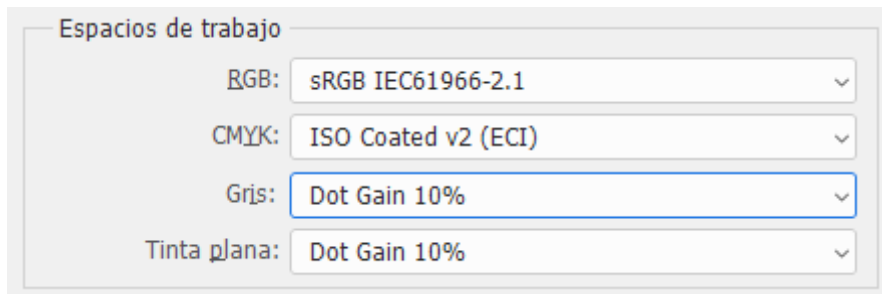 Espacios de trabajo
RGB: sRGB IEC61966-2.1
CMYK: ISO Coated v2 (ECI)
Gris: Dot Gain 10%
Tinta plana: Dot Gain 10%